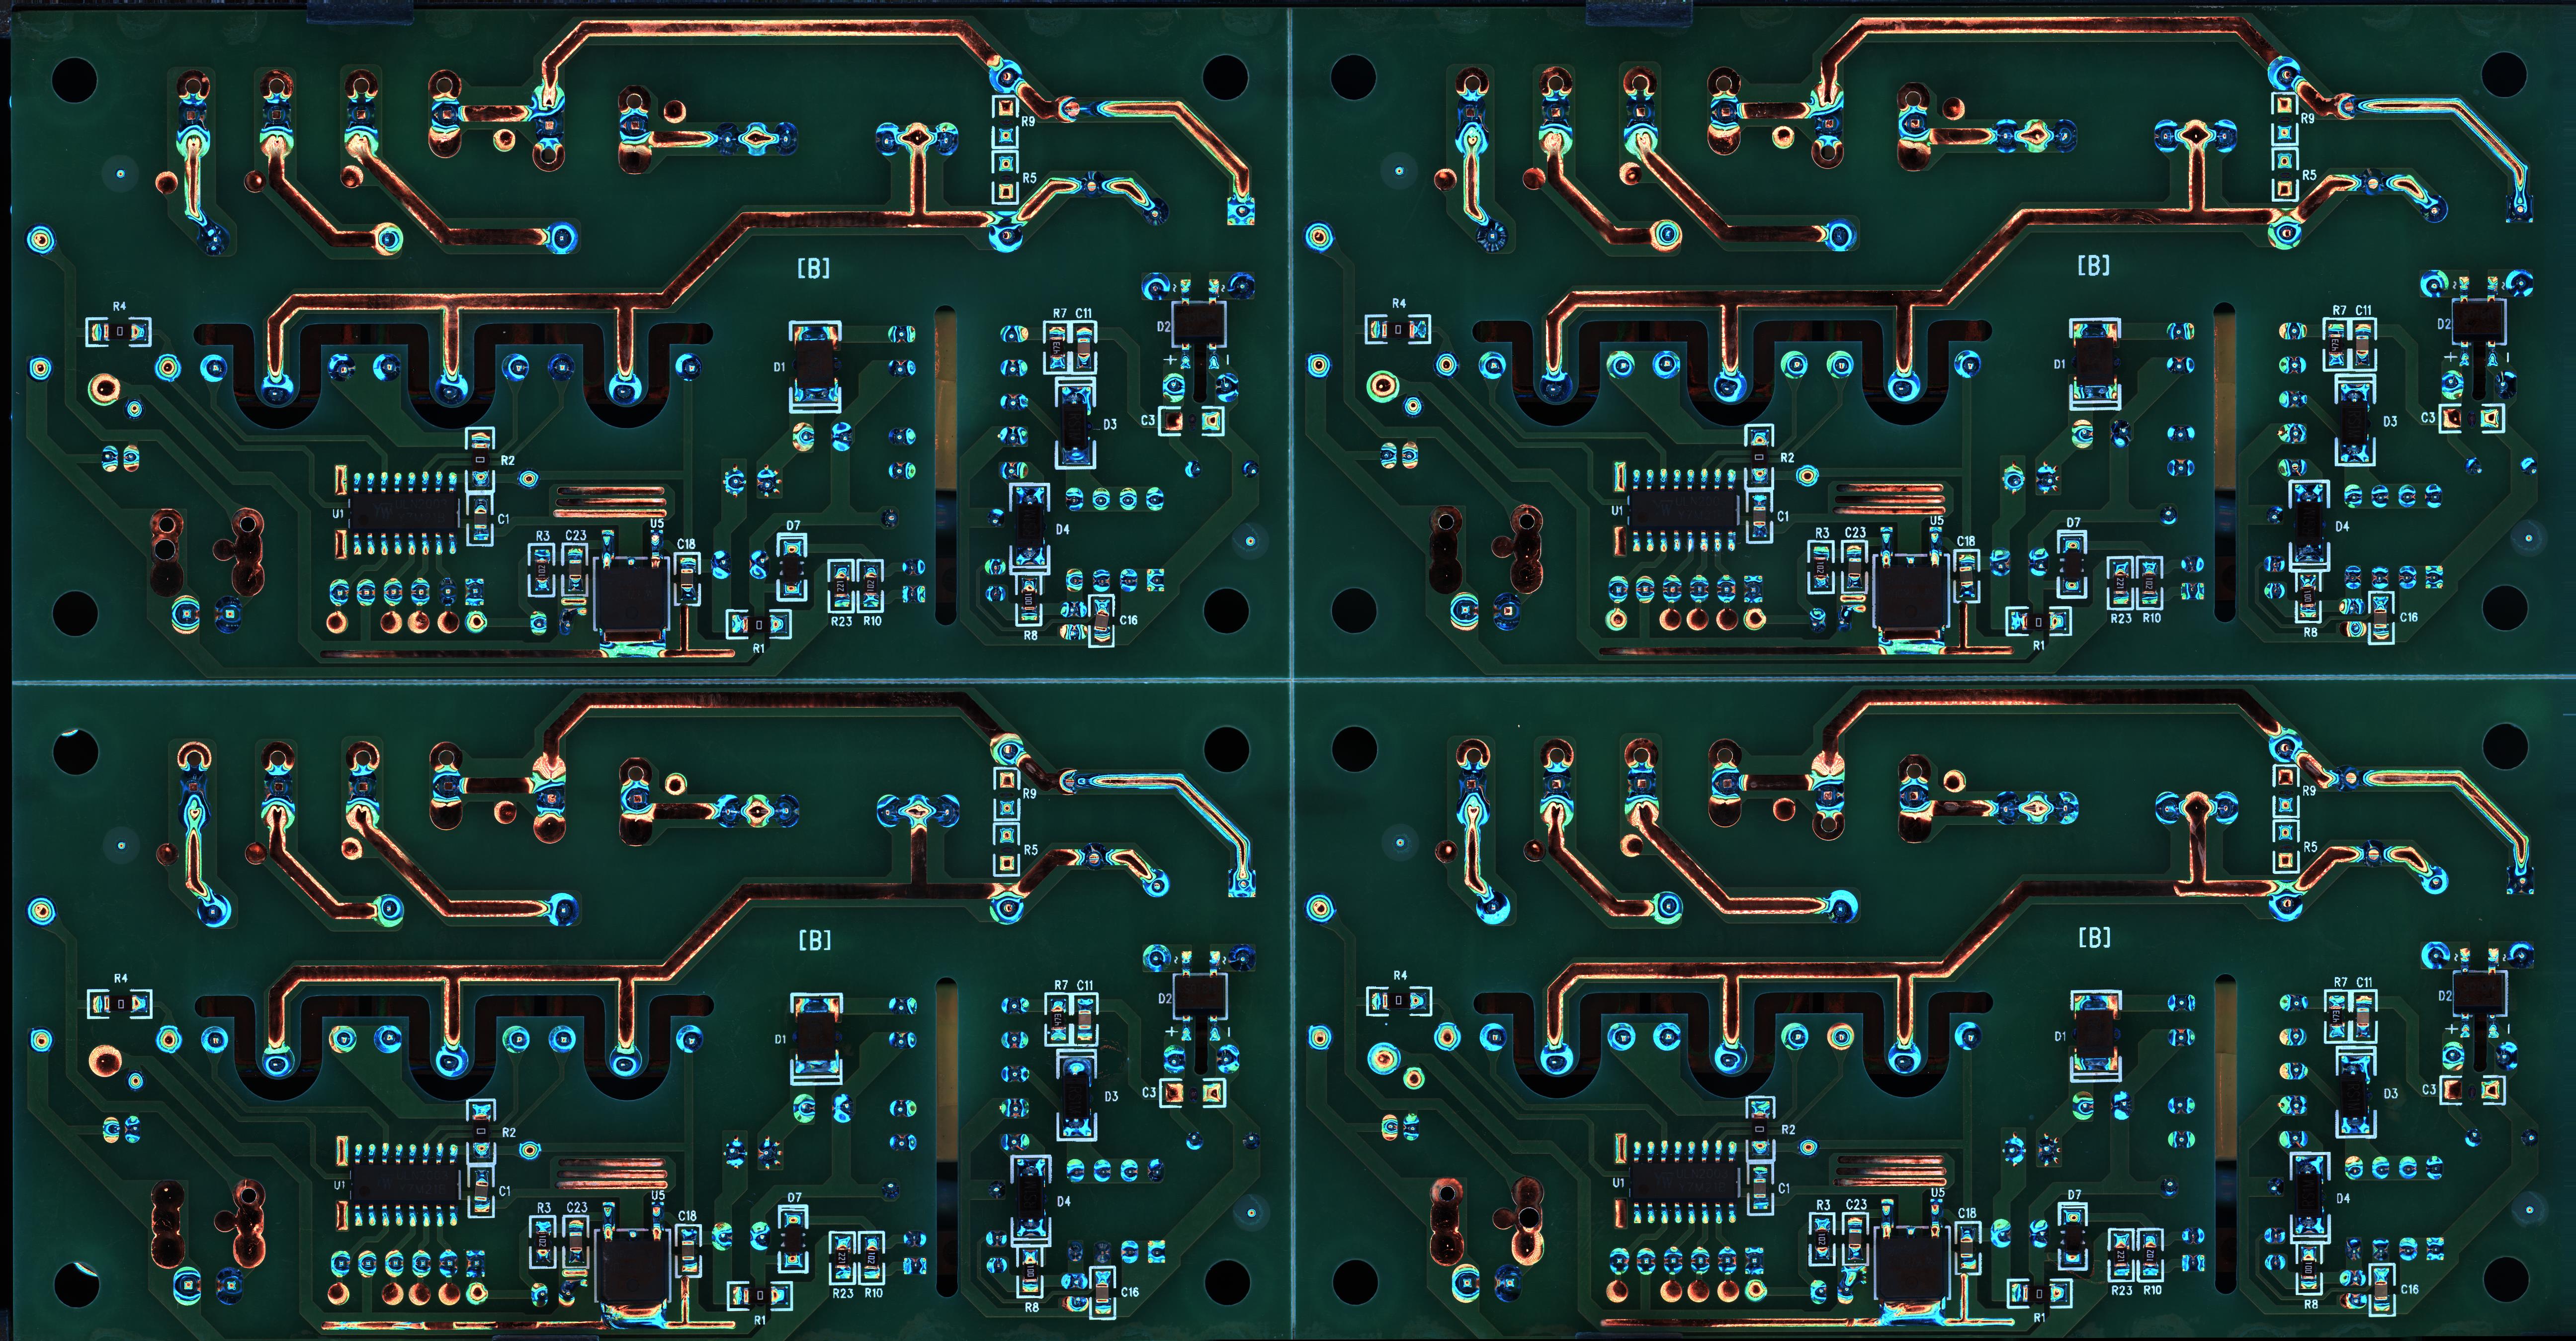 R9
R5
[B]
R4
R7 C11
D2
D1
+ -
C3
D3
R2
U1
C1
U5
D4
R3 C23
C18
D7
R23 R10
R8
C16
R1
R9
R5
[B]
R4
R7 C11
D2
D1
+ -
C3
D3
R2
U1
C1
U5
D4
R3 C23
C18
D7
R23 R10
R8
C16
R1
R9
R5
[B]
R4
R7 C11
D2
D1
+ -
C3
D3
R2
U1
C1
U5
D4
R3 C23
C18
D7
R23 R10
R8
C16
R1
R9
R5
[B]
R4
R7 C11
D2
D1
+ -
C3
D3
R2
U1
C1
U5
D4
R3 C23
C18
D7
R23 R10
R8
C16
R1